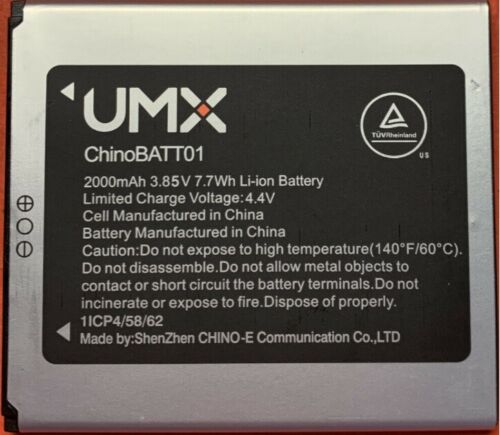 UMX
ChinoBATT01
TÜVRheinland
US
2000mAh 3.85V 7.7Wh Li-ion Battery
Limited Charge Voltage:4.4V
Cell Manufactured in China
Battery Manufactured in China
Caution:Do not expose to high temperature(140°F/60°C).
Do not disassemble.Do not allow metal objects to
contact or short circuit the battery terminals.Do not
incinerate or expose to fire.Dispose of properly.
1ICP4/58/62
Made by:ShenZhen CHINO-E Communication Co.,LTD